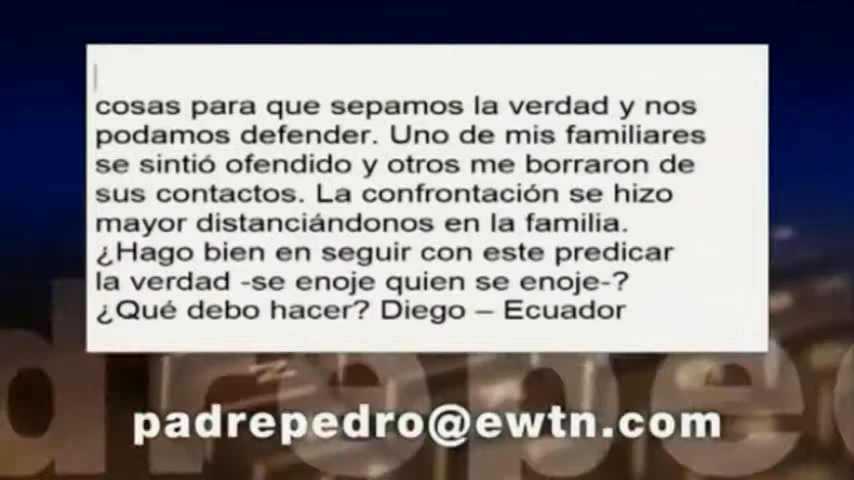 cosas para que sepamos la verdad y nos
podamos defender. Uno de mis familiares
se sintió ofendido y otros me borraron de
sus contactos. La confrontación se hizo
mayor distanciándonos en la familia.
¿Hago bien en seguir con este predicar
la verdad -se enoje quien se enoje-?
¿Qué debo hacer? Diego – Ecuador
drepe
padrepedro@ewtn.com